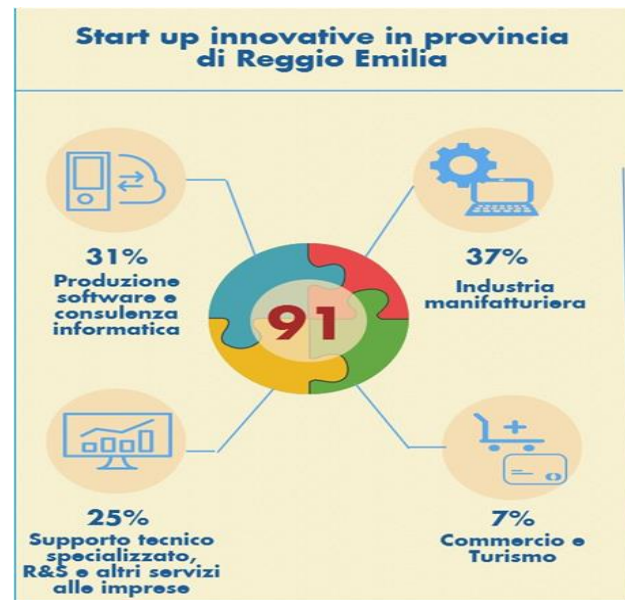 Start up innovative in provincia
di Reggio Emilia
31%
Produzione
software e
consulenza
informatica
37%
Industria
manifatturiera
91
25%
Supporto tecnico
specializzato,
R&S e altri servizi
alle imprese
7%
Commercio e
Turismo